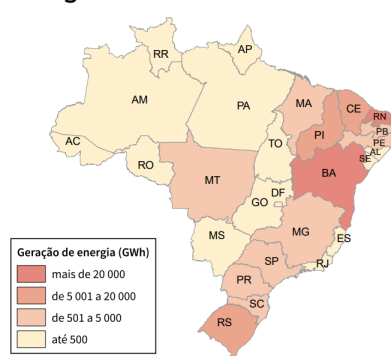 RR
AP
AM
PA
MA
CE
RN
PB
PE
AL
SE
PI
AC
RO
TO
BA
MT
DF
GO
MG
ES
MS
SP
RJ
PR
SC
RS
Geração de energia (GWh)
mais de 20 000
de 5 001 a 20 000
de 501 a 5 000
até 500